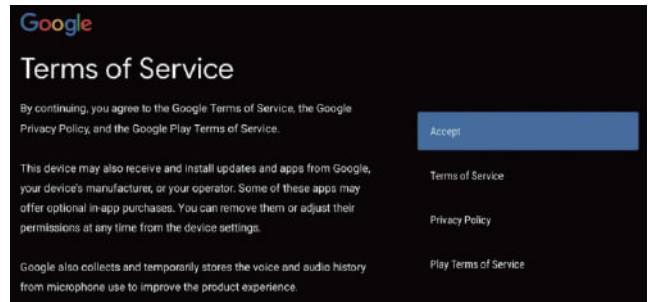 Google
Terms of Service
By continuing, you agree to the Google Terms of Service, the Google
Privacy Policy, and the Google Play Terms of Service.
This device may also receive and install updates and apps from Google,
your device's manufacturer, or your operator. Some of these apps may
offer optional in-app purchases. You can remove them or adjust their
permissions at any time from the device settings.
Google also collects and temporarily stores the voice and audio history
from microphone use to improve the product experience.
Accept
Terms of Service
Privacy Policy
Play Terms of Service